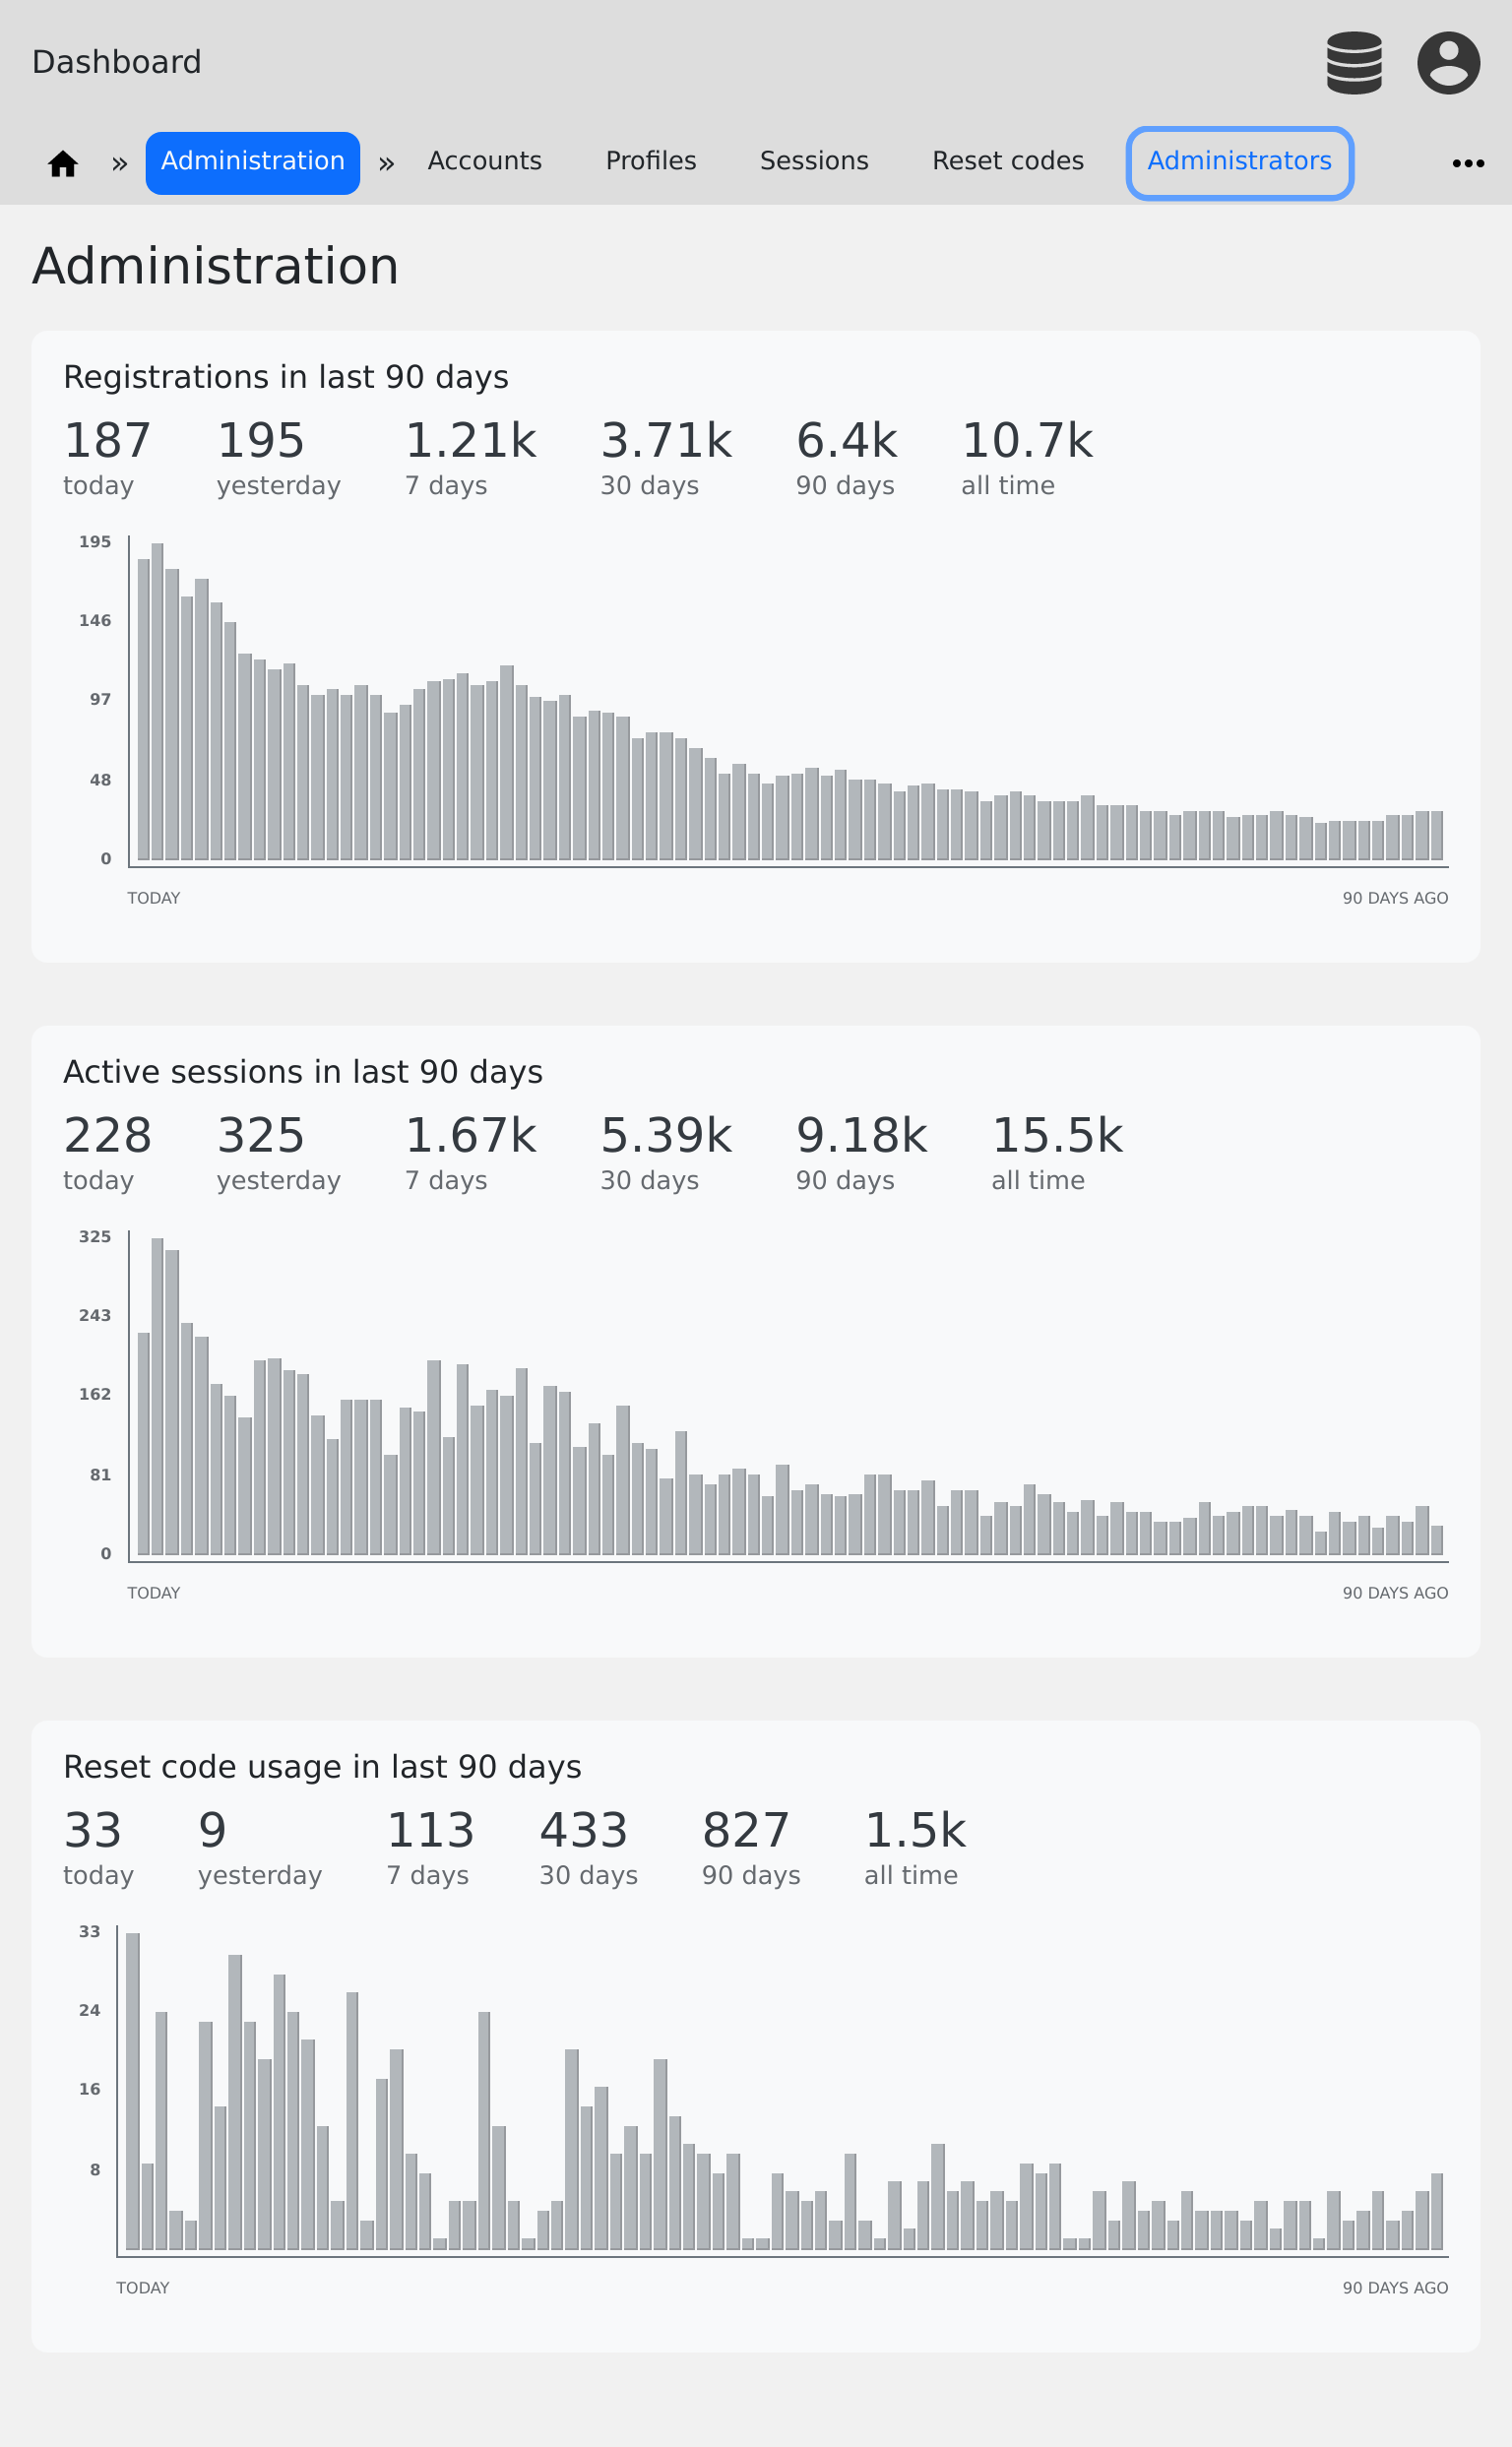 Dashboard
» Administration » Accounts Profiles Sessions Reset codes Administrators •••
Administration
Registrations in last 90 days
187 195 1.21k 3.71k 6.4k 10.7k
today yesterday 7 days 30 days 90 days all time
195
146
97
48
0
TODAY 90 DAYS AGO
Active sessions in last 90 days
228 325 1.67k 5.39k 9.18k 15.5k
today yesterday 7 days 30 days 90 days all time
325
243
162
81
0
TODAY 90 DAYS AGO
Reset code usage in last 90 days
33 9 113 433 827 1.5k
today yesterday 7 days 30 days 90 days all time
33
24
16
8
TODAY 90 DAYS AGO